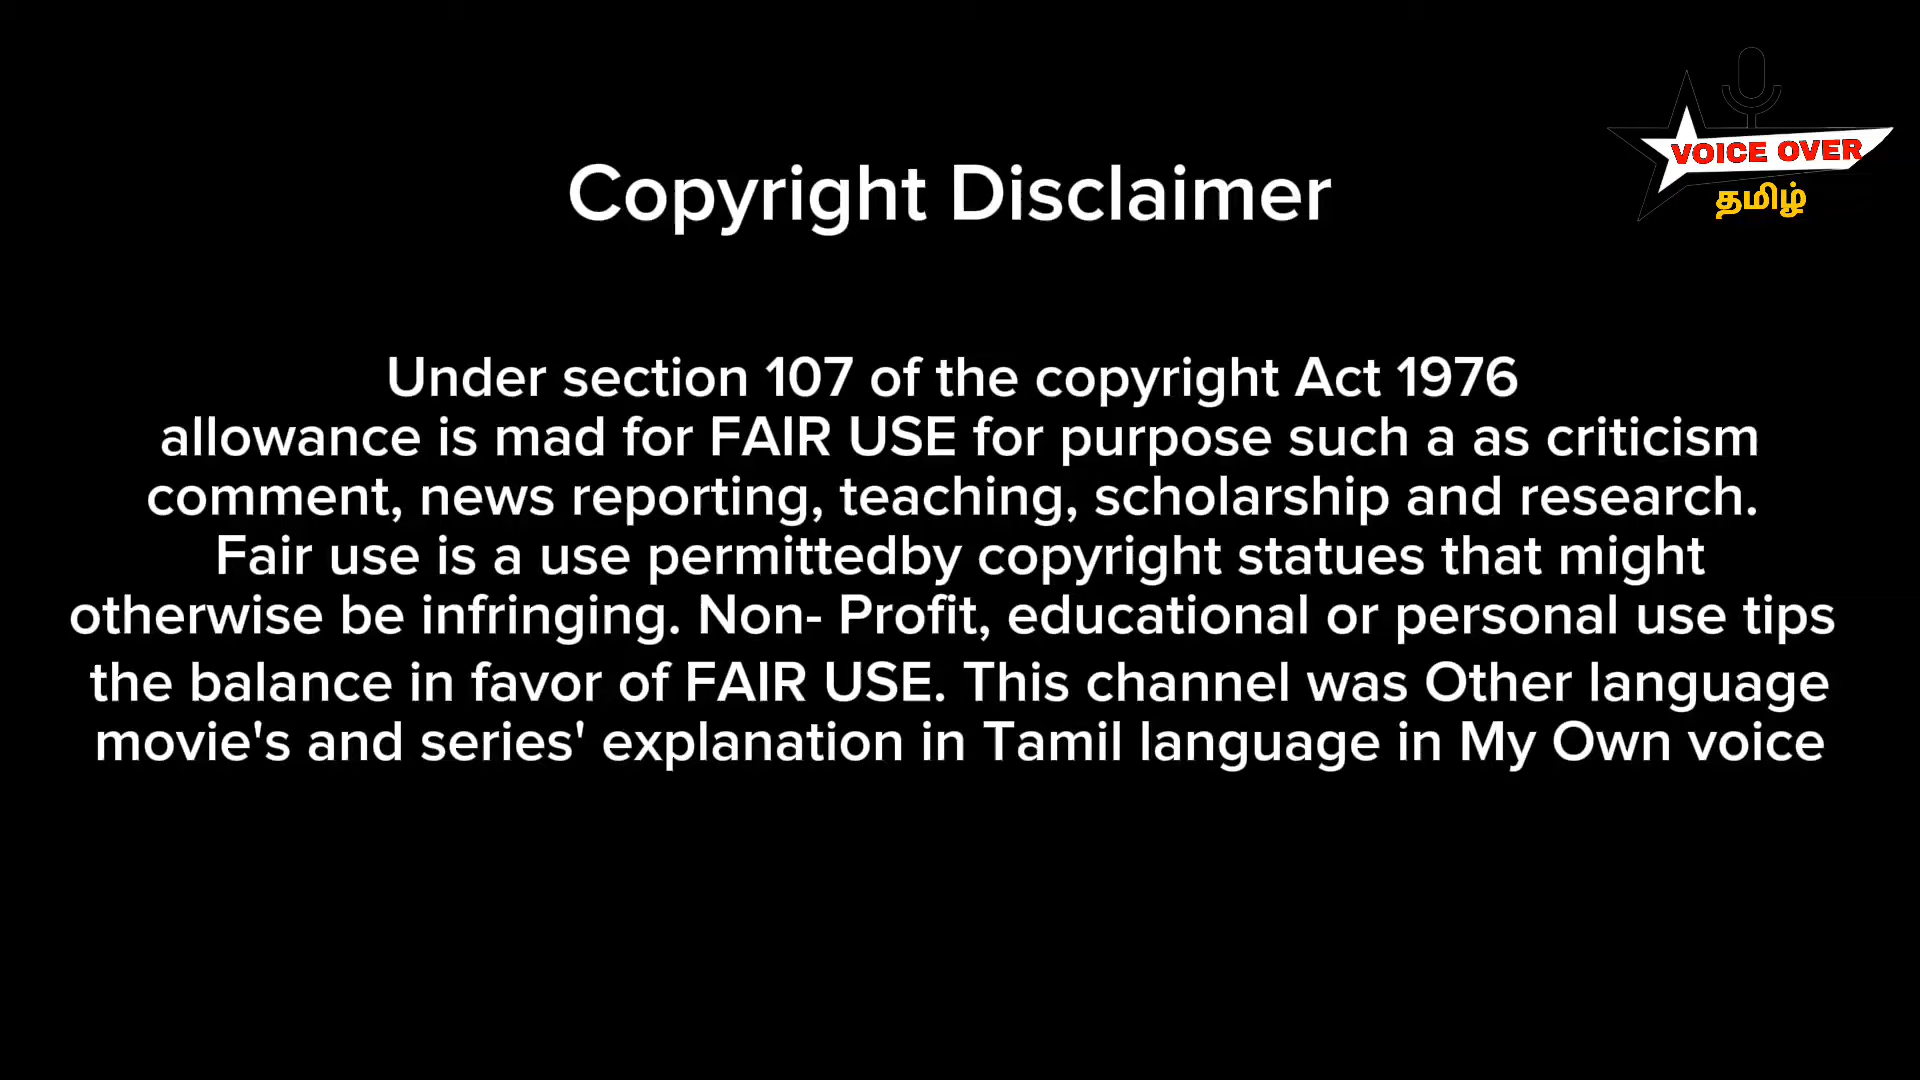 VOICE OVER
தமிழ்
Copyright Disclaimer
Under section 107 of the copyright Act 1976
allowance is mad for FAIR USE for purpose such a as criticism
comment, news reporting, teaching, scholarship and research.
Fair use is a use permittedby copyright statues that might
otherwise be infringing. Non- Profit, educational or personal use tips
the balance in favor of FAIR USE. This channel was Other language
movie's and series' explanation in Tamil language in My Own voice